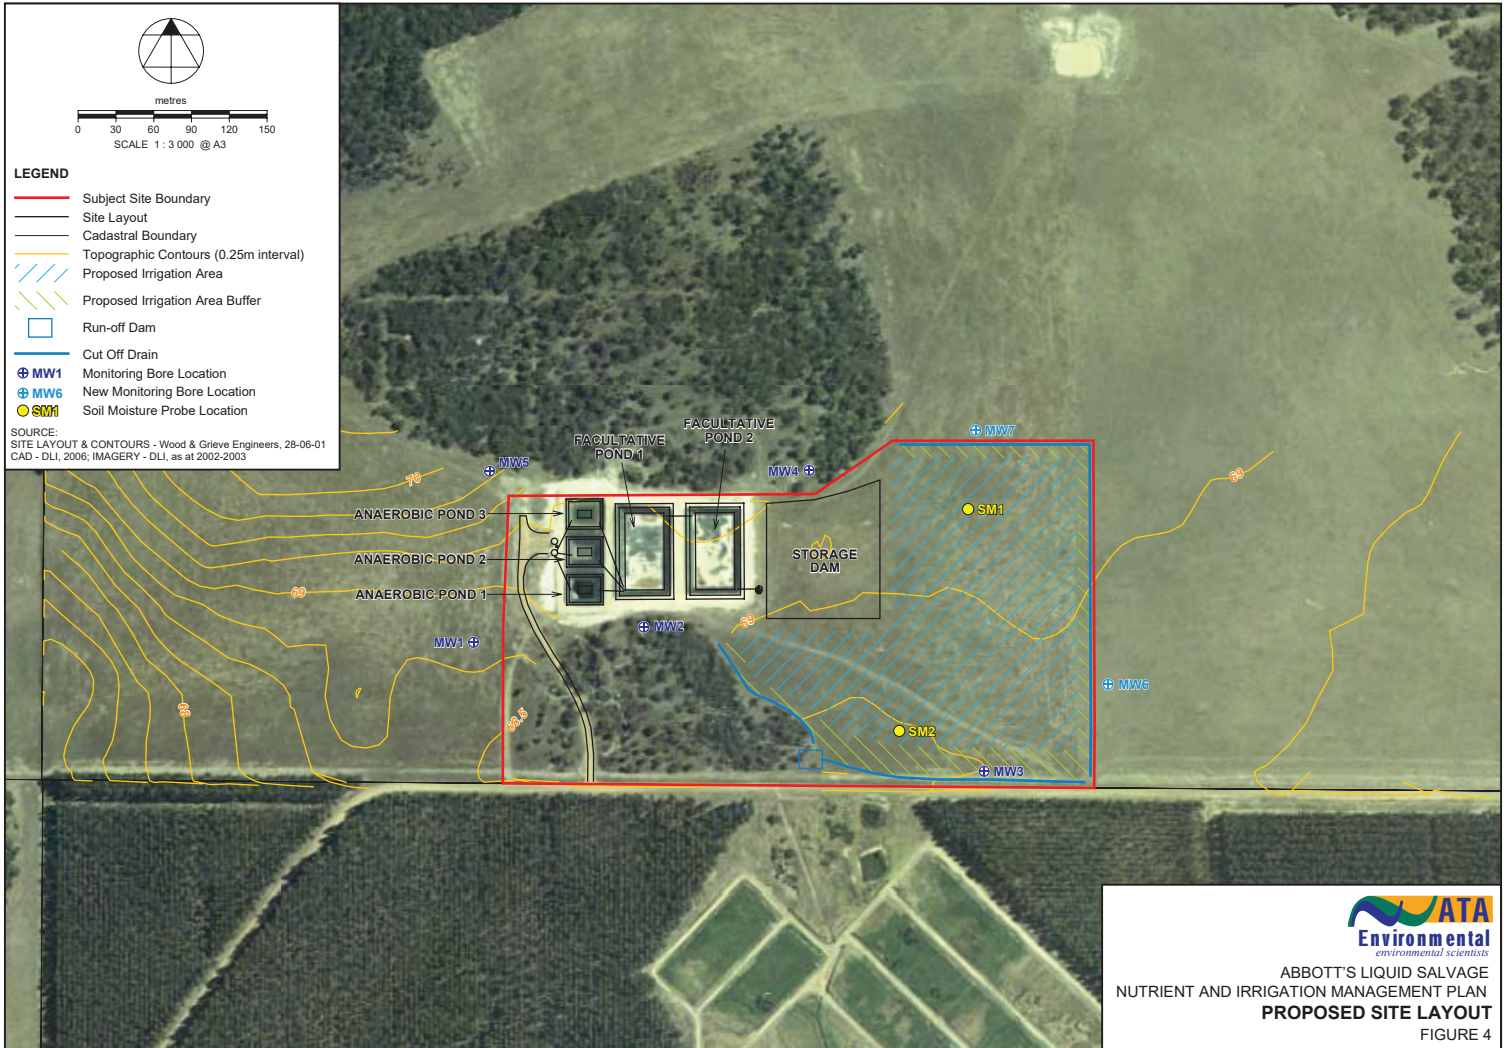 metres
0 30 60 90 120 150
SCALE 1 : 3 000 @ A3
LEGEND
Subject Site Boundary
Site Layout
Cadastral Boundary
Topographic Contours (0.25m interval)
Proposed Irrigation Area
Proposed Irrigation Area Buffer
Run-off Dam
Cut Off Drain
MW1 Monitoring Bore Location
MW6 New Monitoring Bore Location
SM1 Soil Moisture Probe Location
SOURCE:
SITE LAYOUT & CONTOURS - Wood & Grieve Engineers, 28-06-01
CAD - DLI, 2006; IMAGERY - DLI, as at 2002-2003
FACULTATIVE
POND 1
FACULTATIVE
POND 2
MW7
MW5
MW4
70
69
ANAEROBIC POND 3
SM1
ANAEROBIC POND 2
STORAGE
DAM
ANAEROBIC POND 1
69
69
MW2
MW1
MW6
68
68.5
SM2
MW3
ATA
Environmental
environmental scientists
ABBOTT'S LIQUID SALVAGE
NUTRIENT AND IRRIGATION MANAGEMENT PLAN
PROPOSED SITE LAYOUT
FIGURE 4